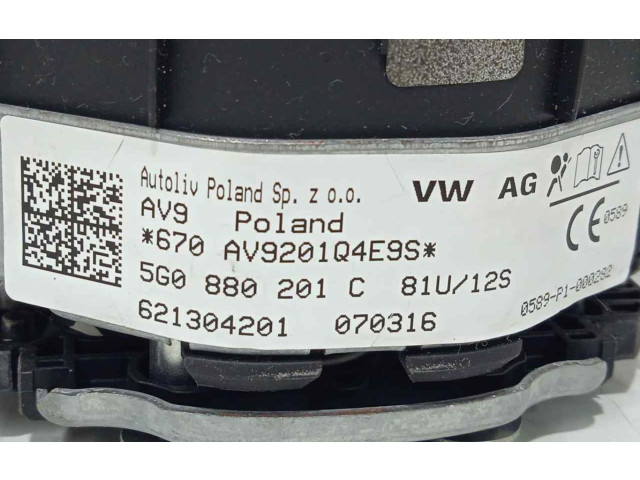 Autoliv Poland Sp. z o.o.
VW AG
AV9 Poland
*670 AV9201Q4E9S*
5G0 880 201 C 81U/12S
621304201 070316
CE 0589
0589-P1-000282